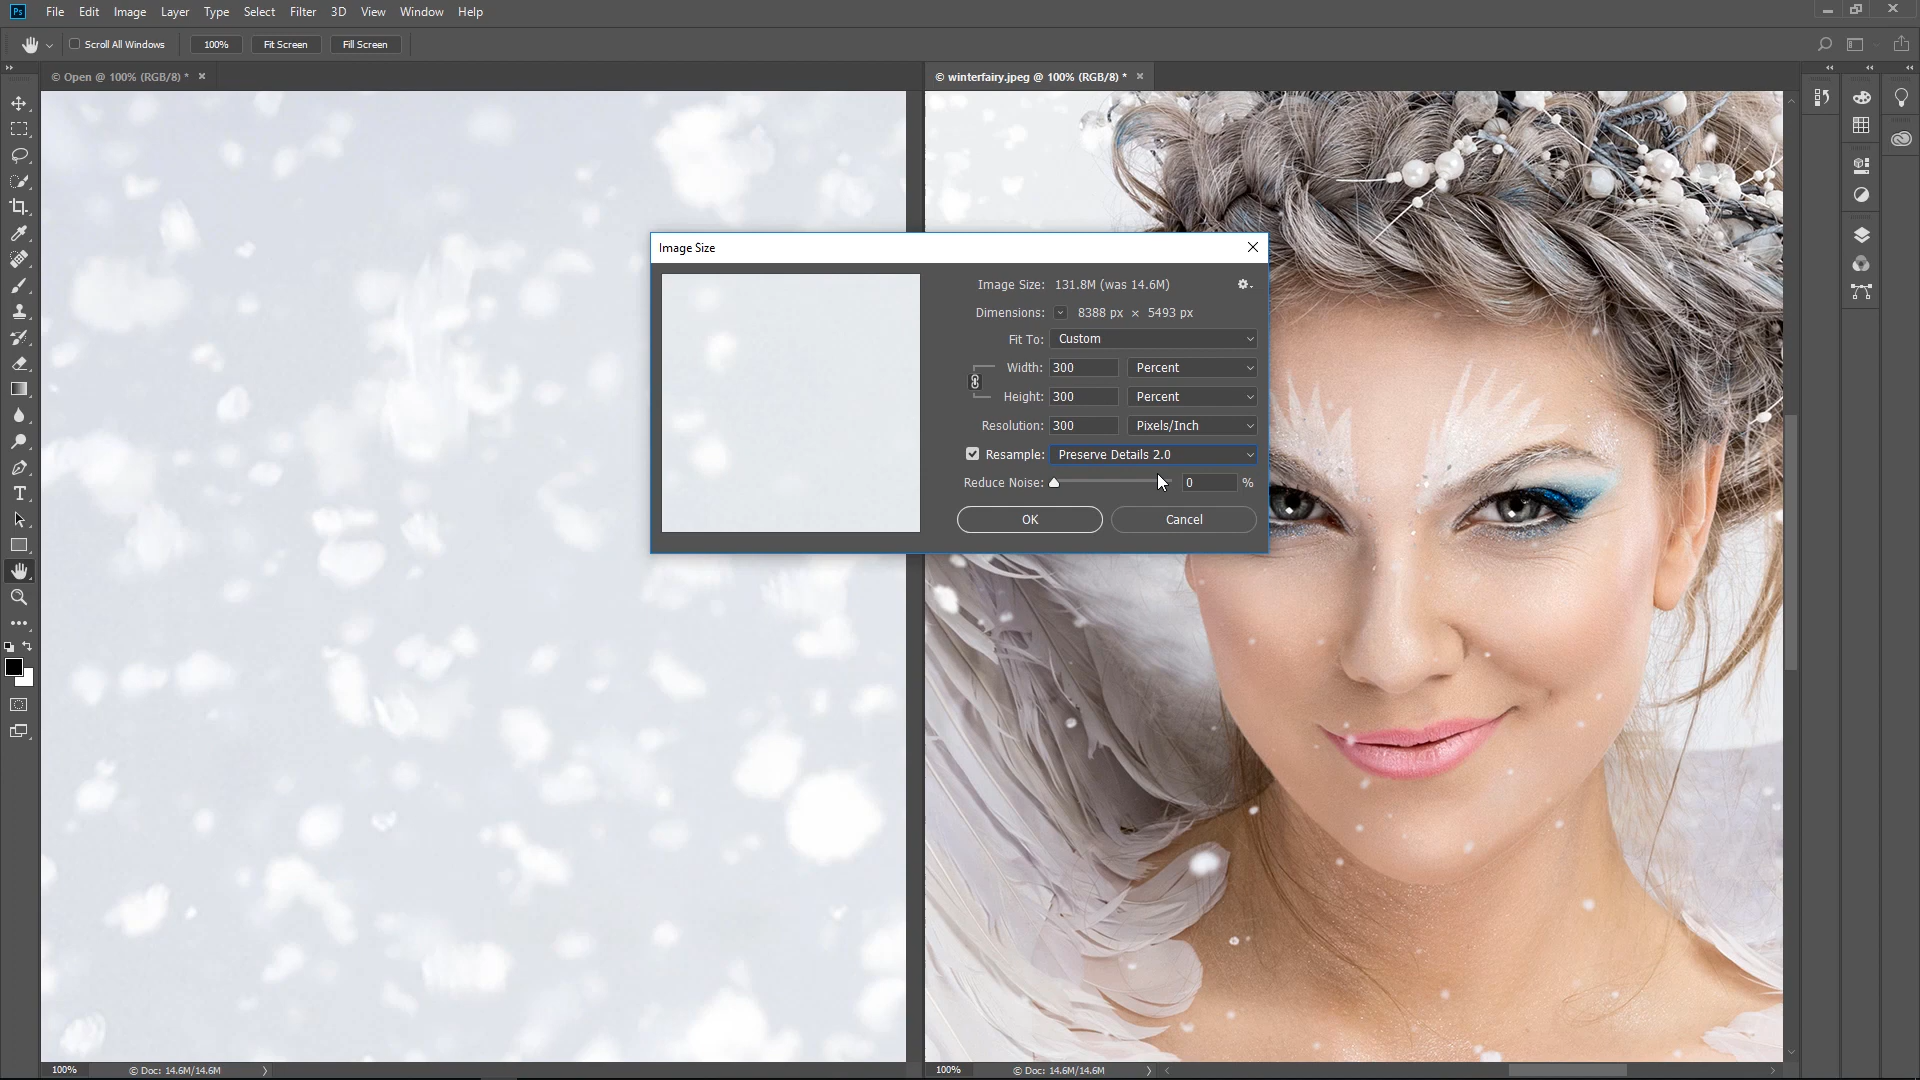 Ps File Edit Image Layer Type Select Filter 3D View Window Help
Scroll All Windows 100% Fit Screen Fill Screen
© Open @ 100% (RGB/8) * ×
© winterfairy.jpeg @ 100% (RGB/8) * ×
Image Size
Image Size: 131.8M (was 14.6M)
Dimensions: 8388 px × 5493 px
Fit To: Custom
Width: 300 Percent
Height: 300 Percent
Resolution: 300 Pixels/Inch
Resample: Preserve Details 2.0
Reduce Noise: 0 %
OK Cancel
100% © Doc: 14.6M/14.6M
100% © Doc: 14.6M/14.6M